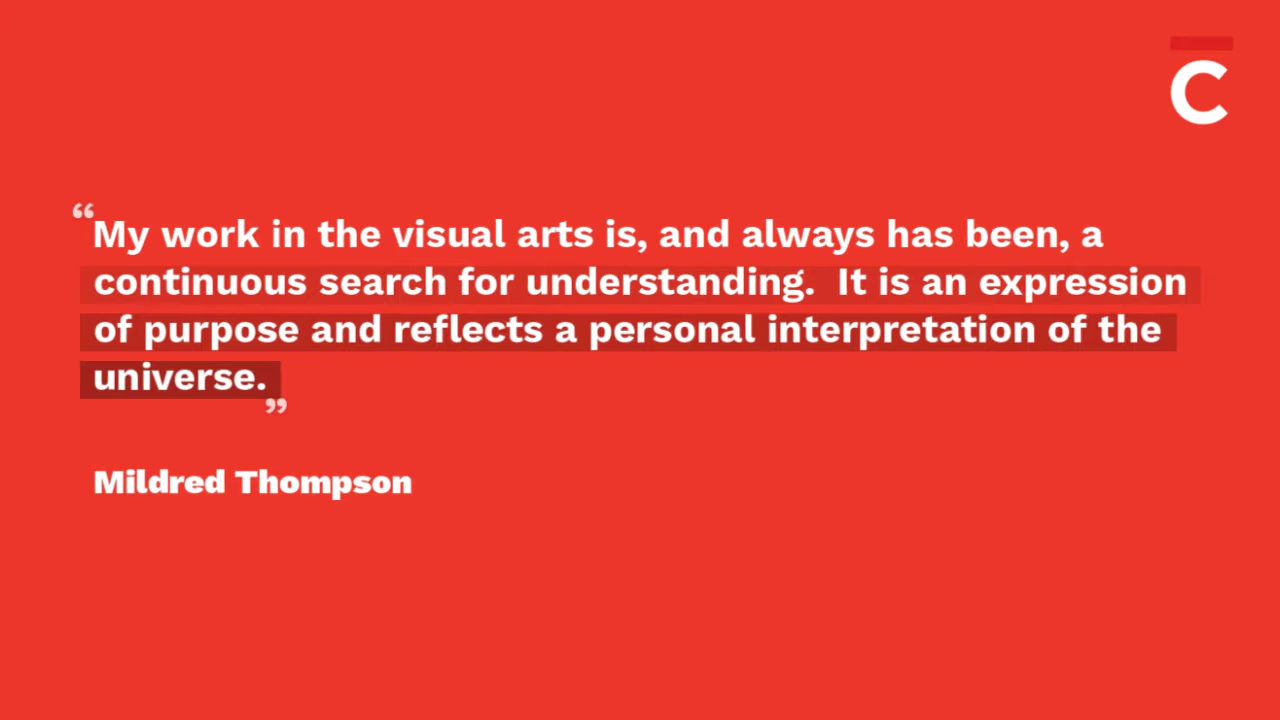 C
“My work in the visual arts is, and always has been, a
continuous search for understanding.  It is an expression
of purpose and reflects a personal interpretation of the
universe.”
Mildred Thompson